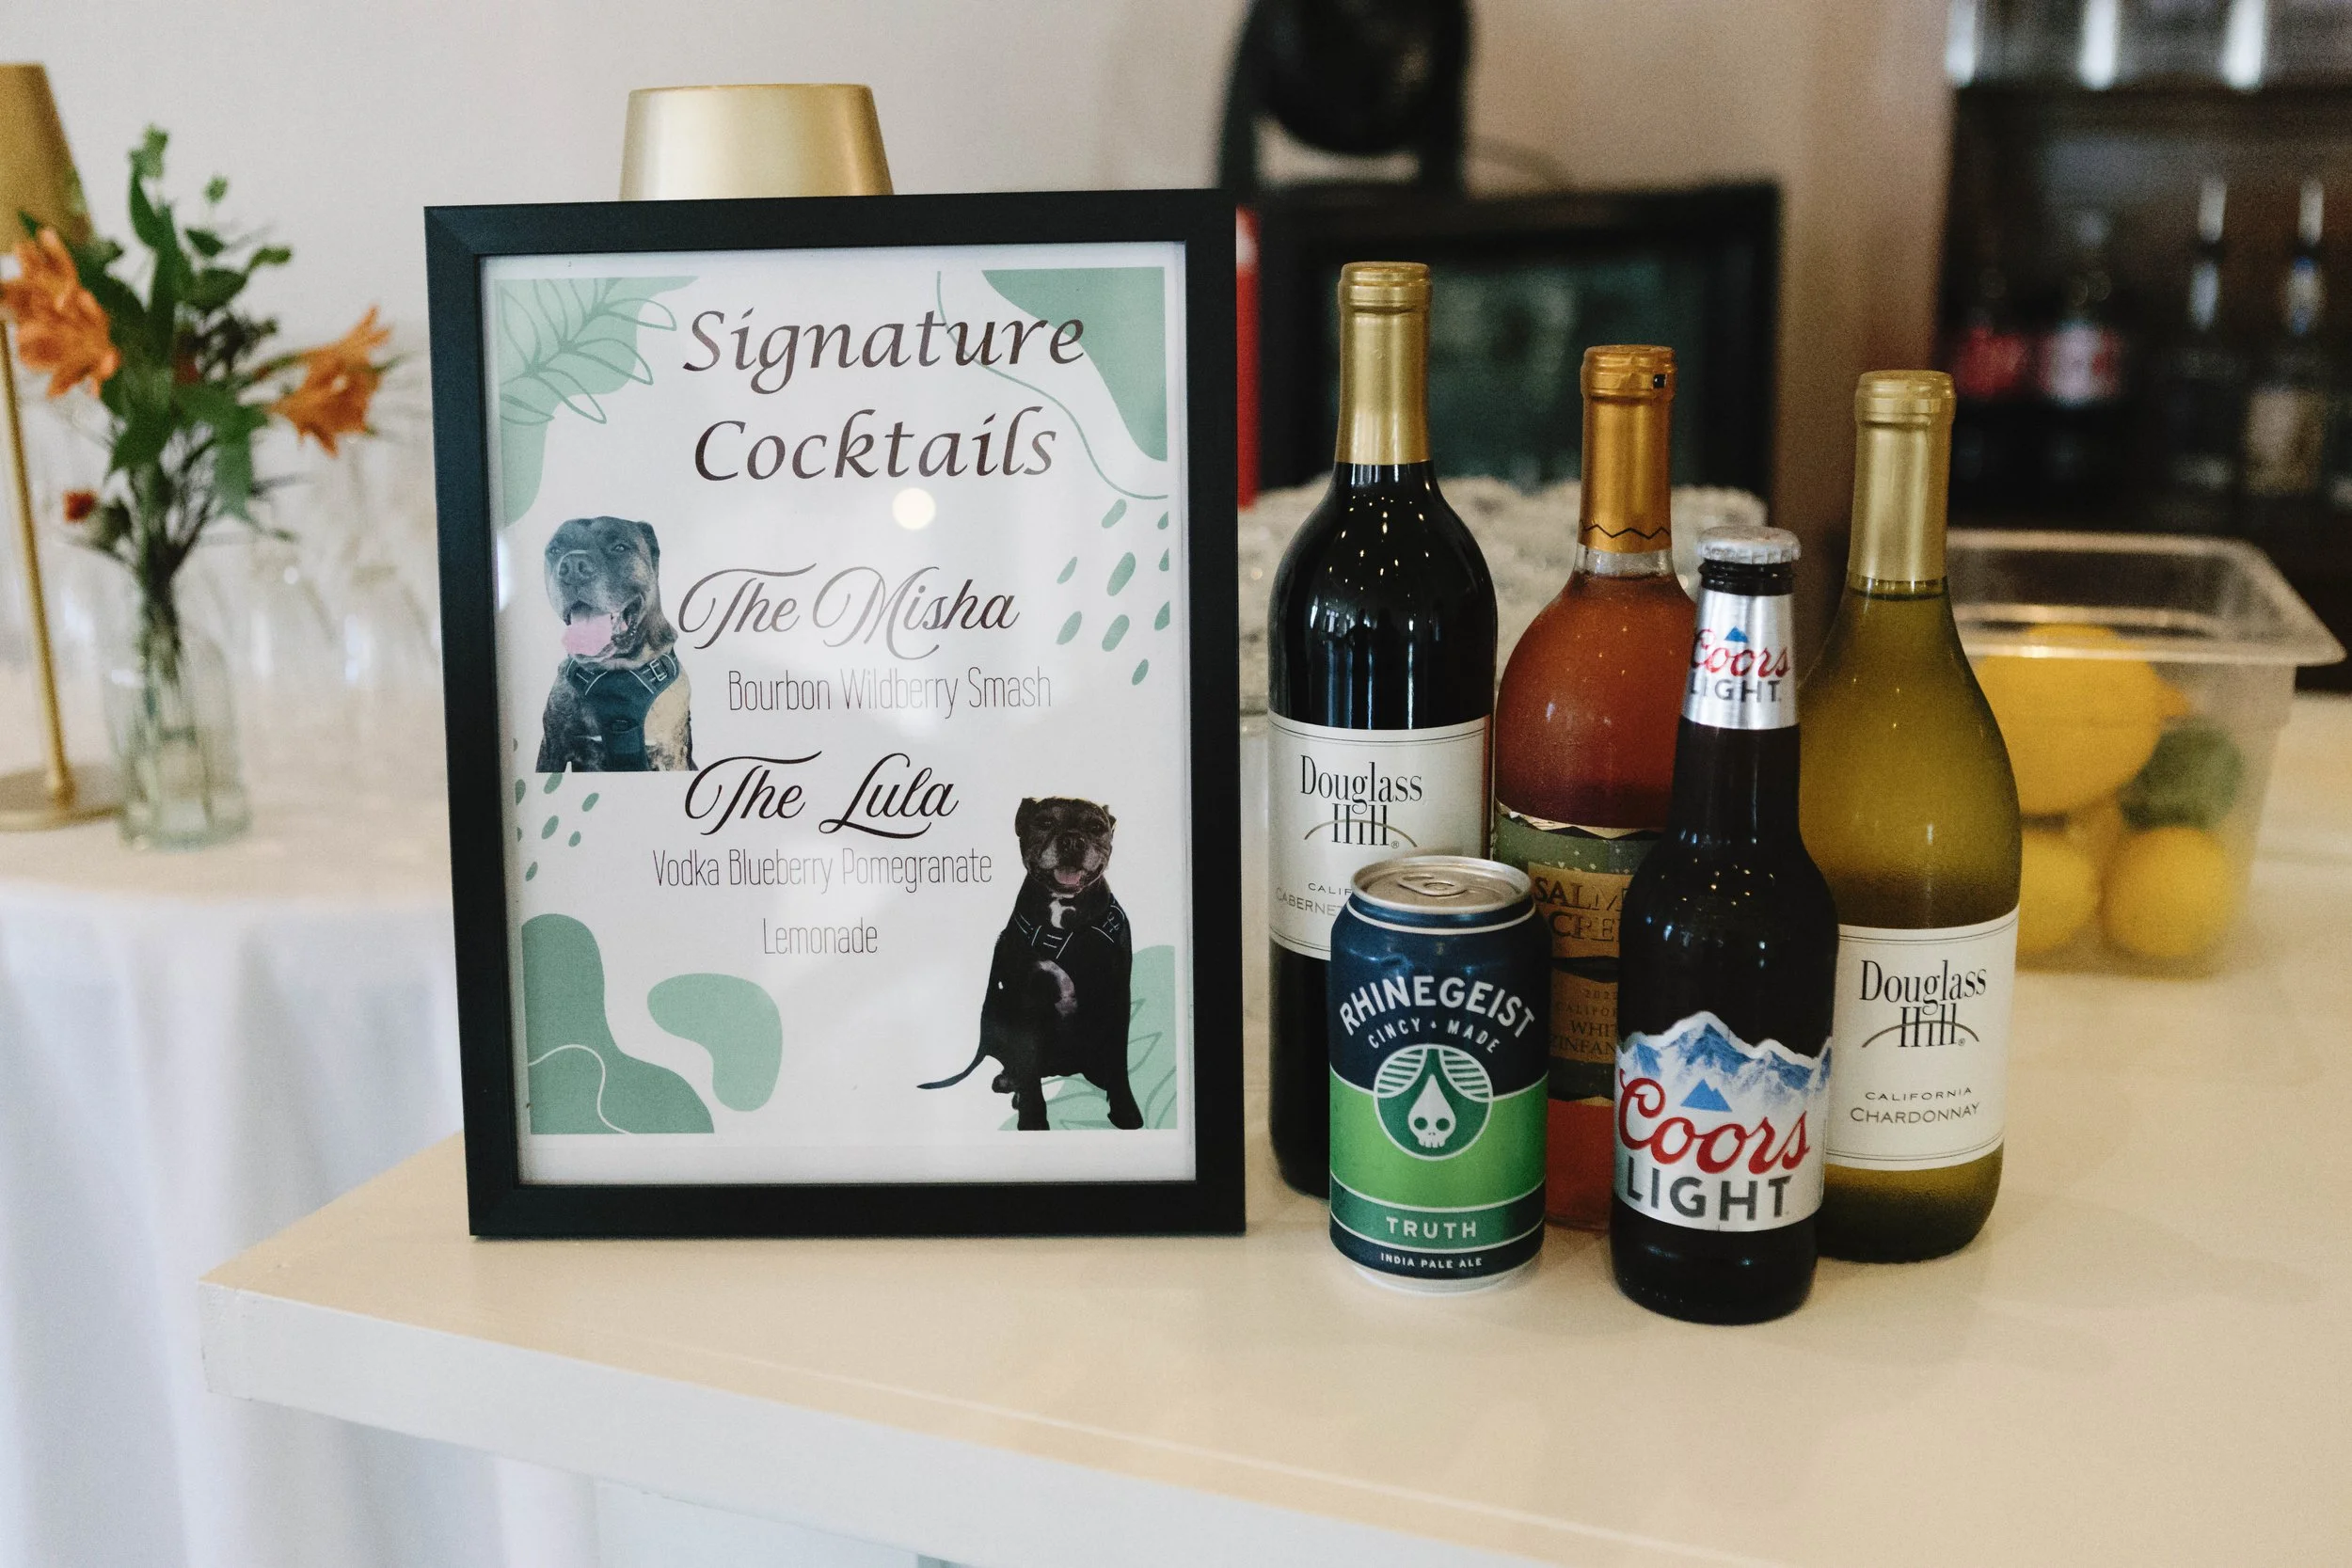 Signature
Cocktails
The Misha
Bourbon Wildberry Smash
The Lula
Vodka Blueberry Pomegranate
Lemonade
Douglass
Hill
RHINEGEIST
CINCY • MADE
TRUTH
INDIA PALE ALE
Coors
LIGHT
Coors
LIGHT
Douglass
Hill
CALIFORNIA
CHARDONNAY